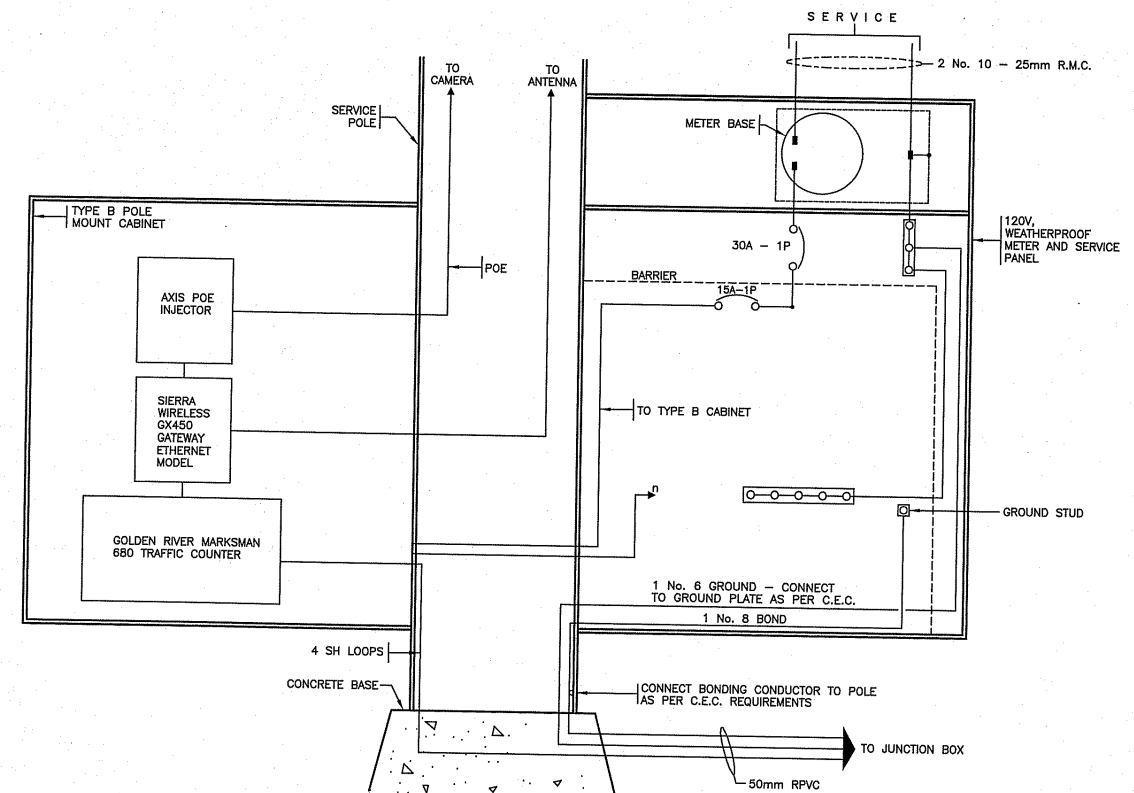 S E R V I C E
2 No. 10 – 25mm R.M.C.
TO
CAMERA
TO
ANTENNA
SERVICE
POLE
METER BASE
TYPE B POLE
MOUNT CABINET
120V,
WEATHERPROOF
METER AND SERVICE
PANEL
30A – 1P
POE
BARRIER
15A–1P
AXIS POE
INJECTOR
SIERRA
WIRELESS
GX450
GATEWAY
ETHERNET
MODEL
TO TYPE B CABINET
n
GROUND STUD
GOLDEN RIVER MARKSMAN
680 TRAFFIC COUNTER
1 No. 6 GROUND – CONNECT
TO GROUND PLATE AS PER C.E.C.
1 No. 8 BOND
4 SH LOOPS
CONCRETE BASE
CONNECT BONDING CONDUCTOR TO POLE
AS PER C.E.C. REQUIREMENTS
TO JUNCTION BOX
50mm RPVC